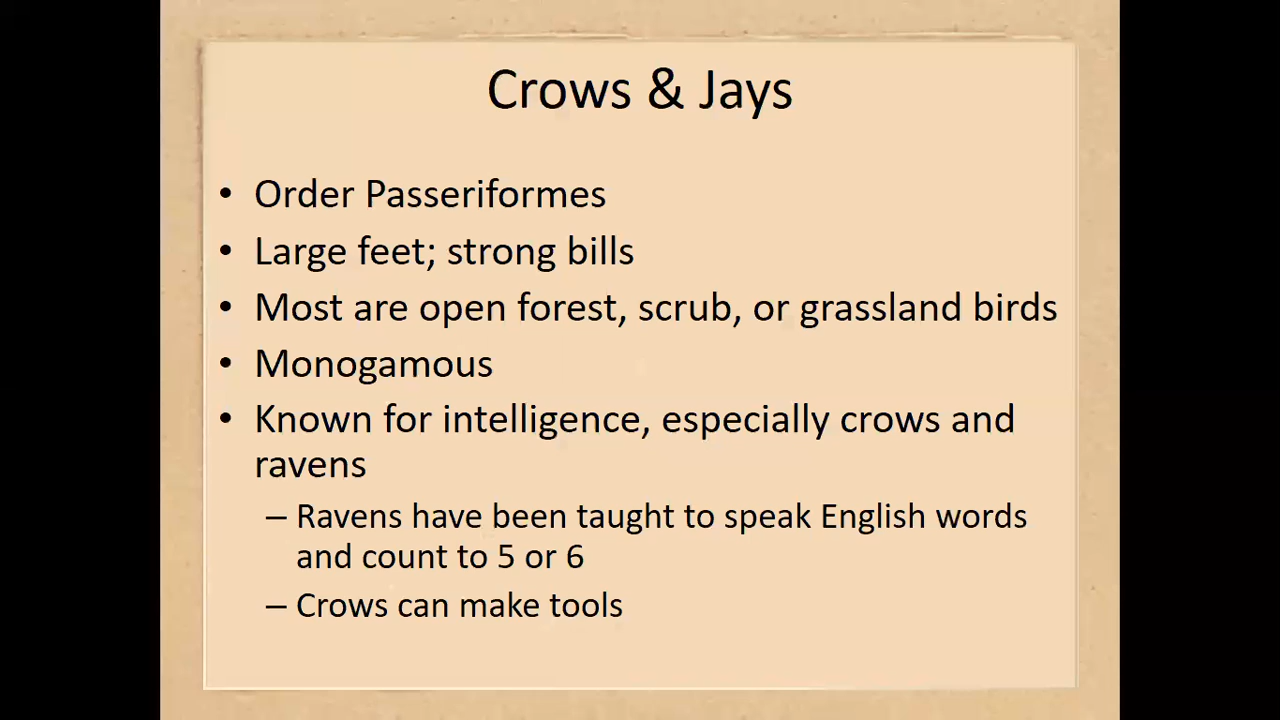 Crows & Jays
• Order Passeriformes
• Large feet; strong bills
• Most are open forest, scrub, or grassland birds
• Monogamous
• Known for intelligence, especially crows and
ravens
– Ravens have been taught to speak English words
and count to 5 or 6
– Crows can make tools